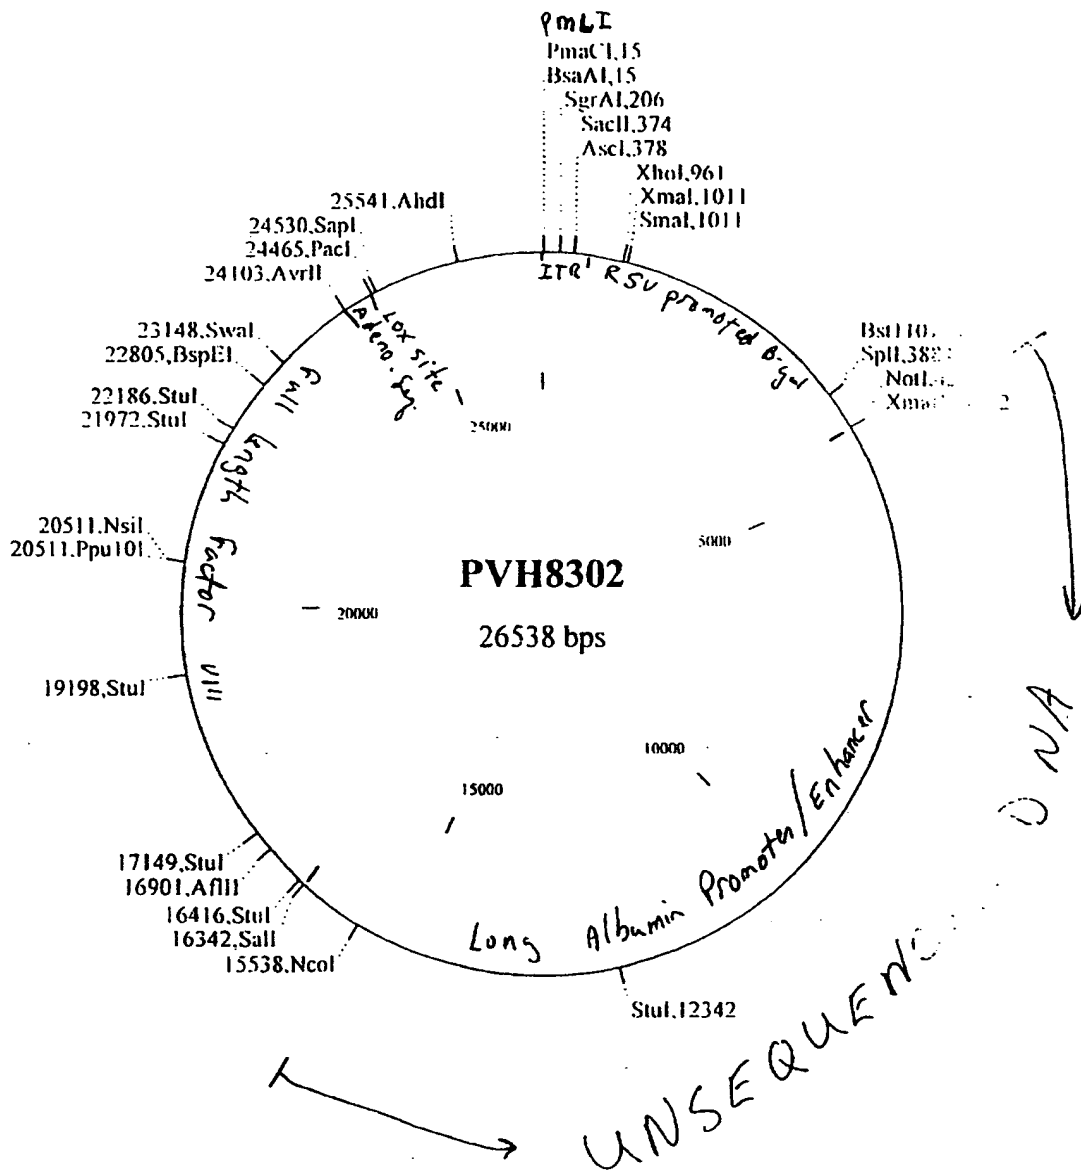 PmLI
PmaCI,15
BsaAI,15
SgrAI,206
SacII,374
AscI,378
XhoI,961
XmaI,1011
SmaI,1011
25541,AhdI
24530,SapI
24465,PacI
24103,AvrII
23148,SwaI
22805,BspEI
22186,StuI
21972,StuI
20511,NsiI
20511,Ppu10I
19198,StuI
17149,StuI
16901,AflII
16416,StuI
16342,SalI
15538,NcoI
StuI,12342
ITR
RSV promoted B-gal
Lox site
Adeno. Seq.
Full length Factor VIII
Long Albumin Promoter/Enhancer
25000
5000
20000
10000
15000
PVH8302
26538 bps
DNA